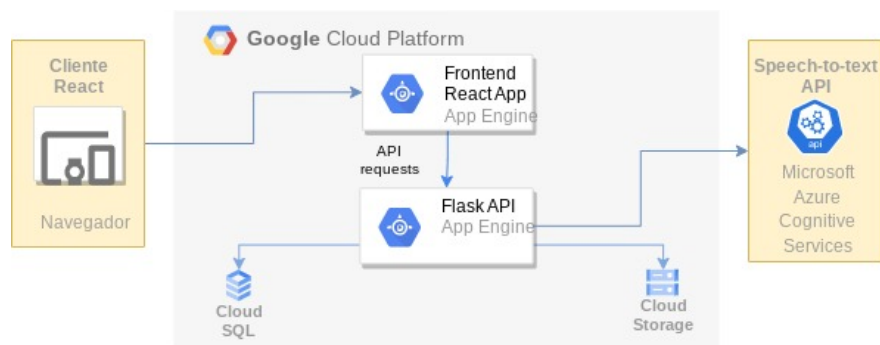 Cliente
React
Navegador
Google Cloud Platform
Frontend
React App
App Engine
API
requests
Flask API
App Engine
Cloud
SQL
Cloud
Storage
Speech-to-text
API
api
Microsoft
Azure
Cognitive
Services